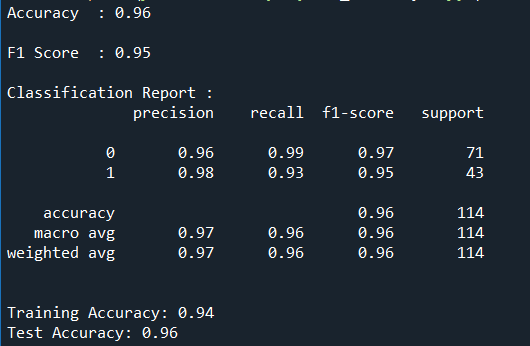 Accuracy  : 0.96
F1 Score  : 0.95
Classification Report :
              precision    recall  f1-score   support
           0       0.96      0.99      0.97        71
           1       0.98      0.93      0.95        43
    accuracy                           0.96       114
   macro avg       0.97      0.96      0.96       114
weighted avg       0.97      0.96      0.96       114
Training Accuracy: 0.94
Test Accuracy: 0.96